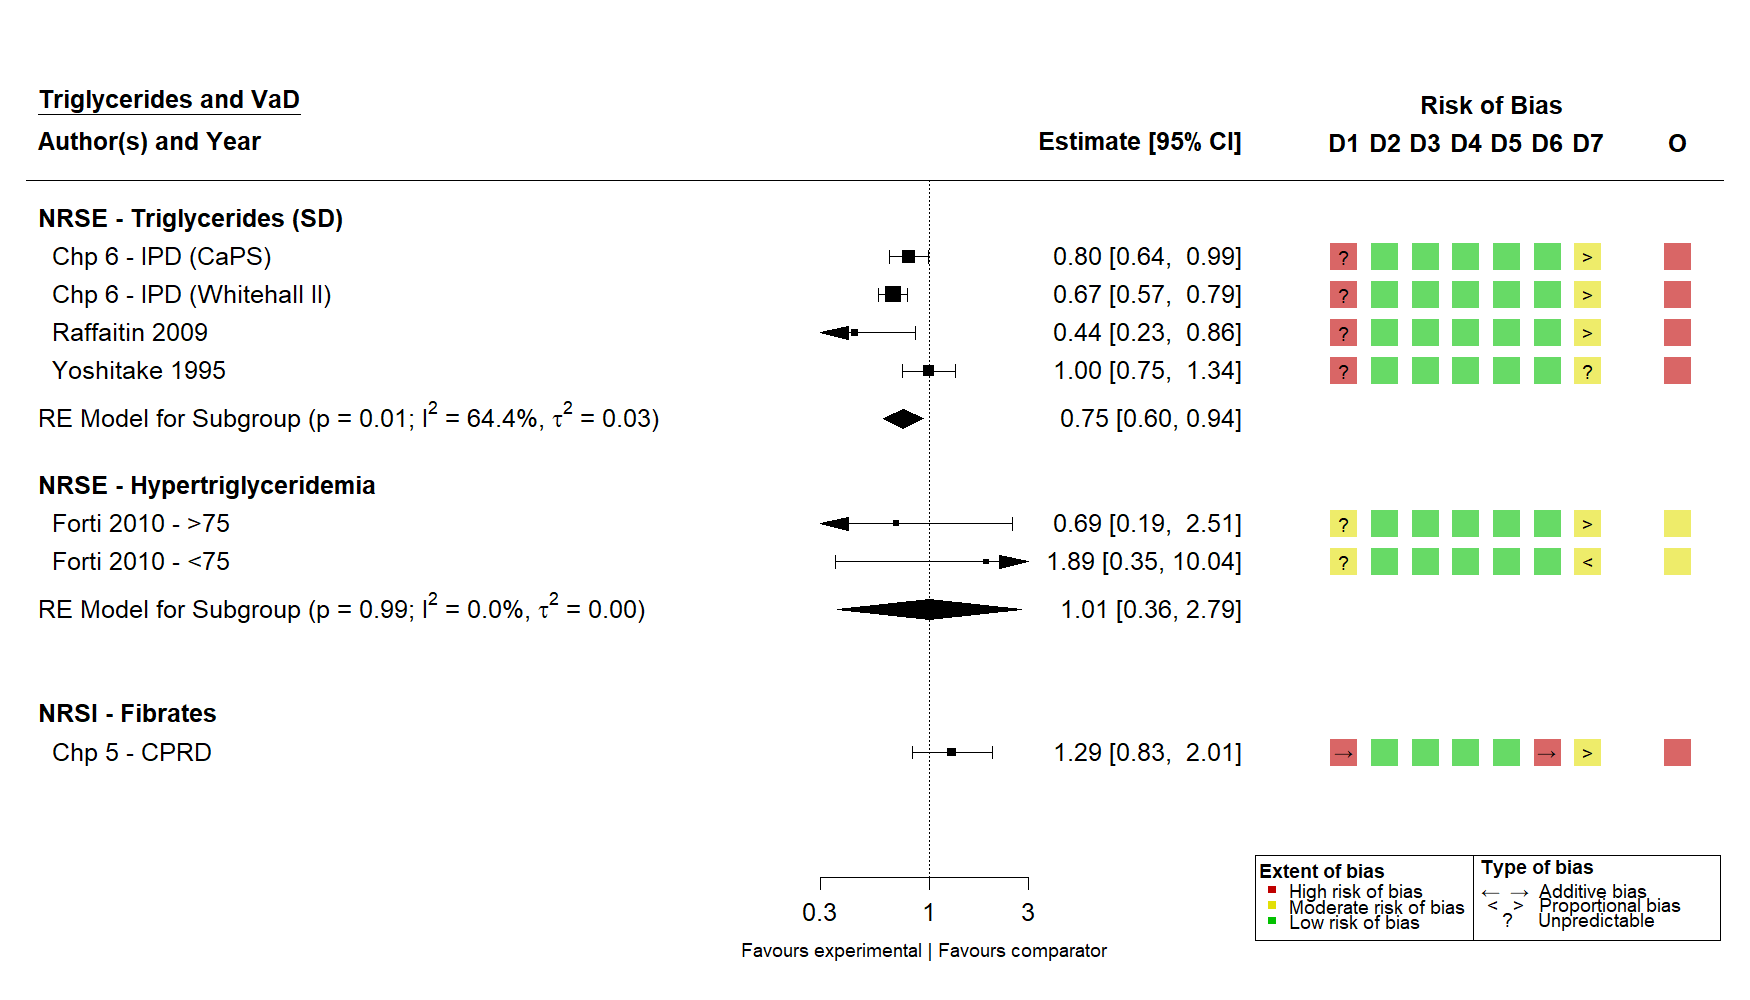 Triglycerides and VaD
Risk of Bias
Author(s) and Year Estimate [95% CI] D1 D2 D3 D4 D5 D6 D7 O
NRSE - Triglycerides (SD)
Chp 6 - IPD (CaPS) 0.80 [0.64, 0.99] ? >
Chp 6 - IPD (Whitehall II) 0.67 [0.57, 0.79] ? >
Raffaitin 2009 0.44 [0.23, 0.86] ? >
Yoshitake 1995 1.00 [0.75, 1.34] ? ?
RE Model for Subgroup (p = 0.01; I² = 64.4%, τ² = 0.03) 0.75 [0.60, 0.94]
NRSE - Hypertriglyceridemia
Forti 2010 - >75 0.69 [0.19, 2.51] ? >
Forti 2010 - <75 1.89 [0.35, 10.04] ? <
RE Model for Subgroup (p = 0.99; I² = 0.0%, τ² = 0.00) 1.01 [0.36, 2.79]
NRSI - Fibrates
Chp 5 - CPRD 1.29 [0.83, 2.01] → → >
0.3 1 3
Favours experimental | Favours comparator
Extent of bias
High risk of bias
Moderate risk of bias
Low risk of bias
Type of bias
← → Additive bias
< > Proportional bias
? Unpredictable